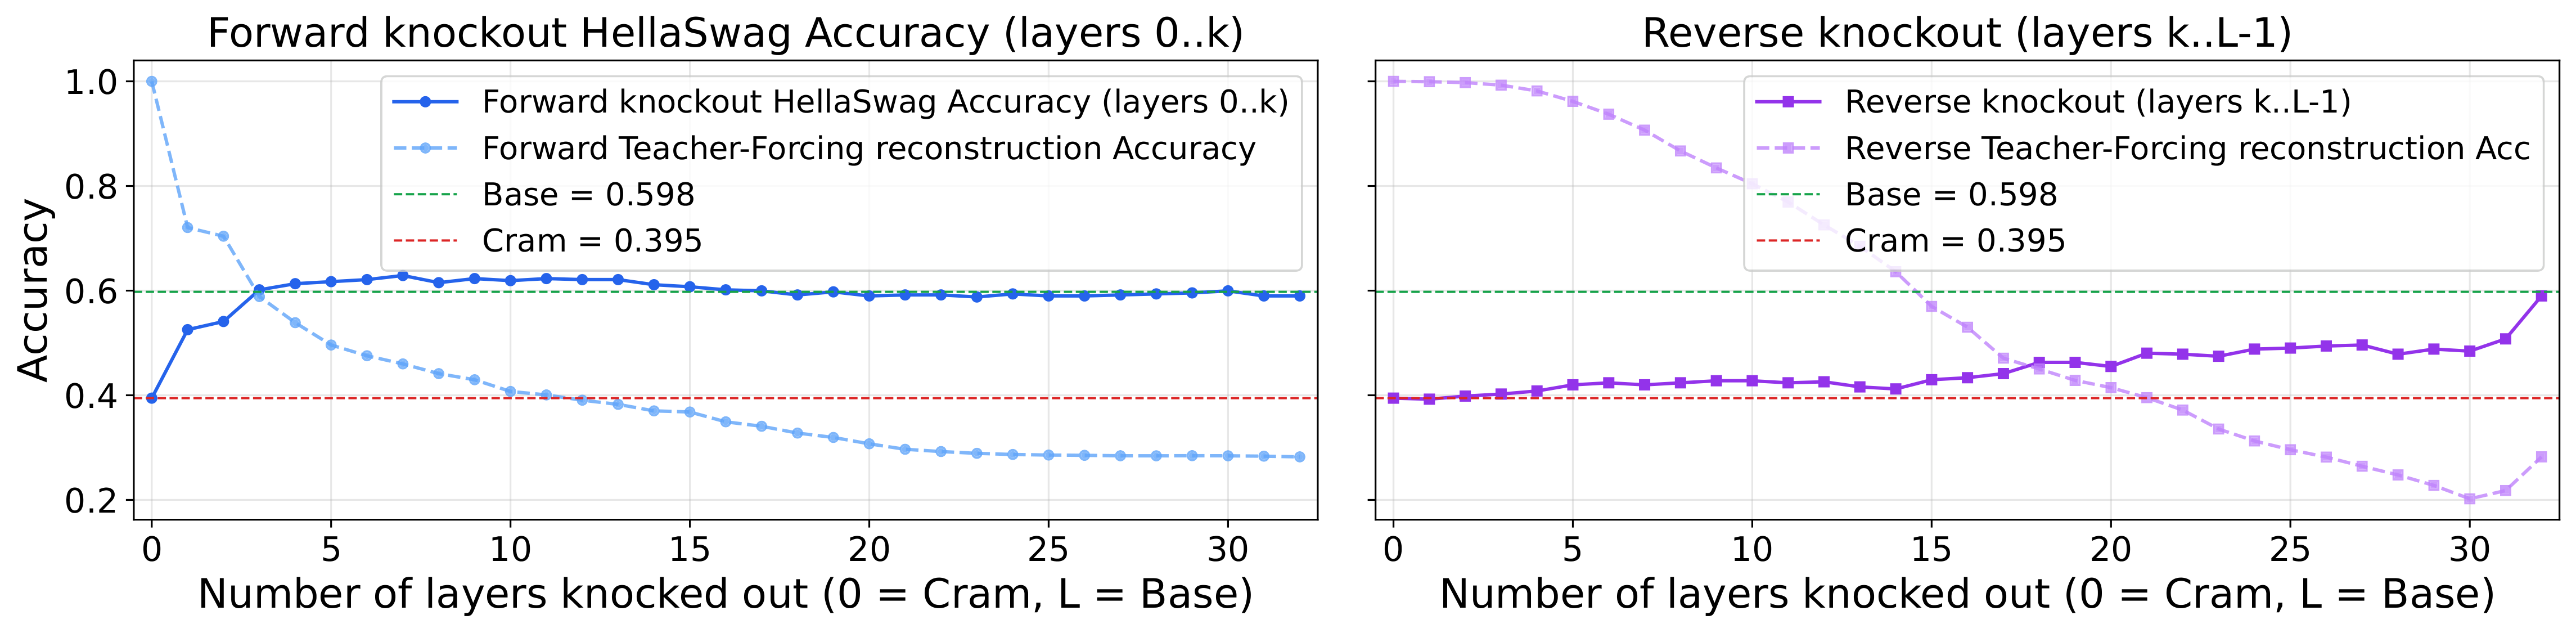 Forward knockout HellaSwag Accuracy (layers 0..k)
Accuracy
1.0
0.8
0.6
0.4
0.2
Forward knockout HellaSwag Accuracy (layers 0..k)
Forward Teacher-Forcing reconstruction Accuracy
Base = 0.598
Cram = 0.395
0 5 10 15 20 25 30
Number of layers knocked out (0 = Cram, L = Base)
Reverse knockout (layers k..L-1)
Reverse knockout (layers k..L-1)
Reverse Teacher-Forcing reconstruction Acc
Base = 0.598
Cram = 0.395
0 5 10 15 20 25 30
Number of layers knocked out (0 = Cram, L = Base)